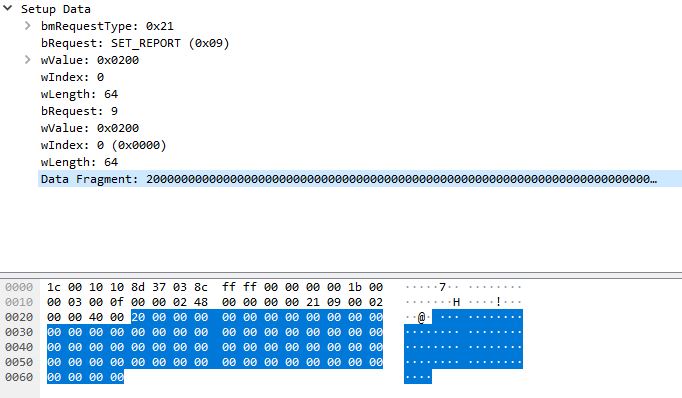 Setup Data
bmRequestType: 0x21
bRequest: SET_REPORT (0x09)
wValue: 0x0200
wIndex: 0
wLength: 64
bRequest: 9
wValue: 0x0200
wIndex: 0 (0x0000)
wLength: 64
Data Fragment: 200000000000000000000000000000000000000000000000000000000000000000000000…
0000 1c 00 10 10 8d 37 03 8c ff ff 00 00 00 00 1b 00 ·····7·· ········
0010 00 03 00 0f 00 00 02 48 00 00 00 00 21 09 00 02 ·······H ····!···
0020 00 00 40 00 20 00 00 00 00 00 00 00 00 00 00 00 ··@· ··· ········
0030 00 00 00 00 00 00 00 00 00 00 00 00 00 00 00 00 ········ ········
0040 00 00 00 00 00 00 00 00 00 00 00 00 00 00 00 00 ········ ········
0050 00 00 00 00 00 00 00 00 00 00 00 00 00 00 00 00 ········ ········
0060 00 00 00 00 ····